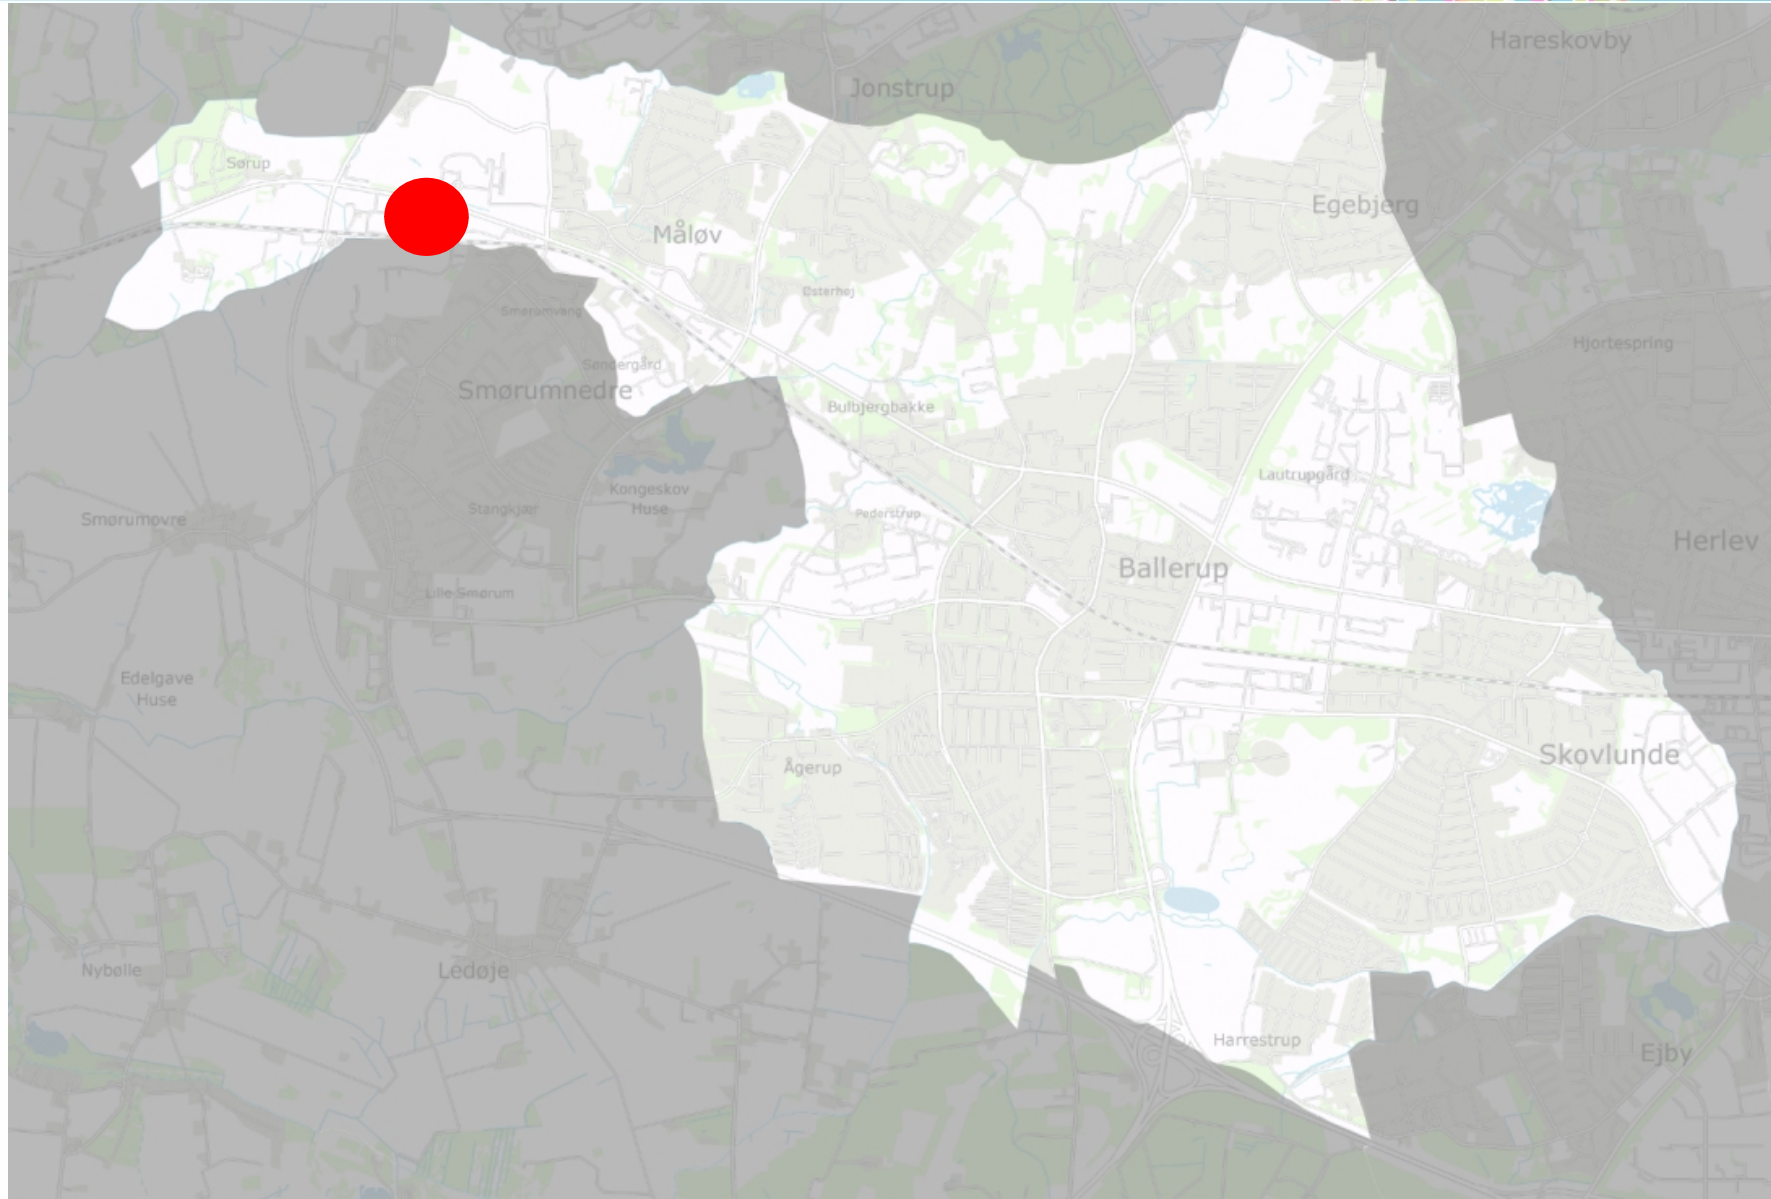 Hareskovby
Jonstrup
Sørup
Egebjerg
Måløv
Østerhøj
Smørumvang
Hjortespring
Søndergård
Smørumnedre
Bulbjergbakke
Lautrupgård
Kongeskov
Huse
Stangkjær
Pederstrup
Smørumovre
Herlev
Ballerup
Lille Smørum
Edelgave
Huse
Skovlunde
Ågerup
Nybølle
Ledøje
Harrestrup
Ejby